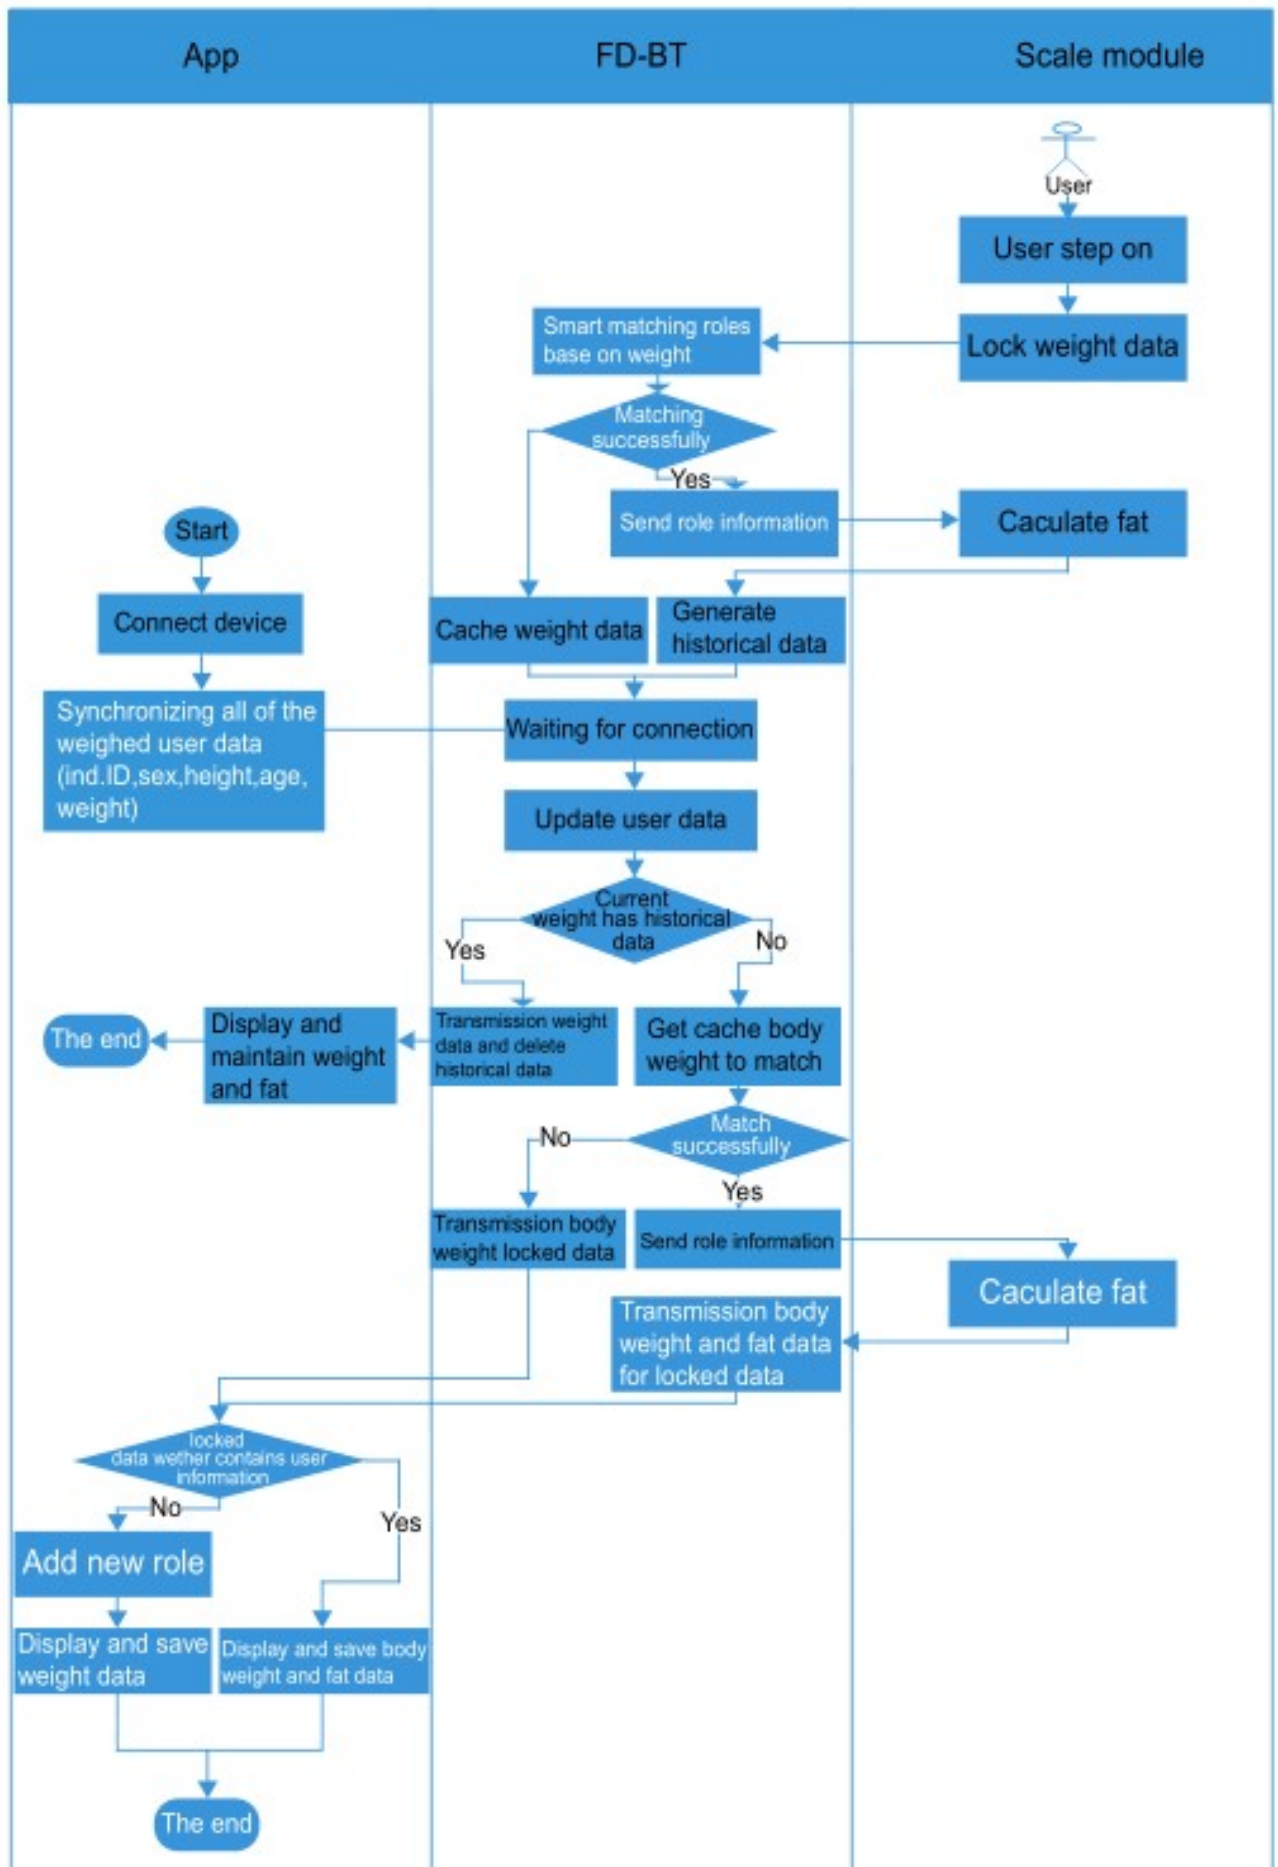 App
FD-BT
Scale module
User
User step on
Smart matching roles
base on weight
Lock weight data
Matching
successfully
Yes
Send role information
Caculate fat
Start
Connect device
Cache weight data
Generate
historical data
Synchronizing all of the
weighed user data
(ind.ID,sex,height,age,
weight)
Waiting for connection
Update user data
Current
weight has historical
data
Yes
No
The end
Display and
maintain weight
and fat
Transmission weight
data and delete
historical data
Get cache body
weight to match
Match
successfully
No
Yes
Transmission body
weight locked data
Send role information
Caculate fat
Transmission body
weight and fat data
for locked data
locked
data wether contains user
information
No
Yes
Add new role
Display and save
weight data
Display and save body
weight and fat data
The end